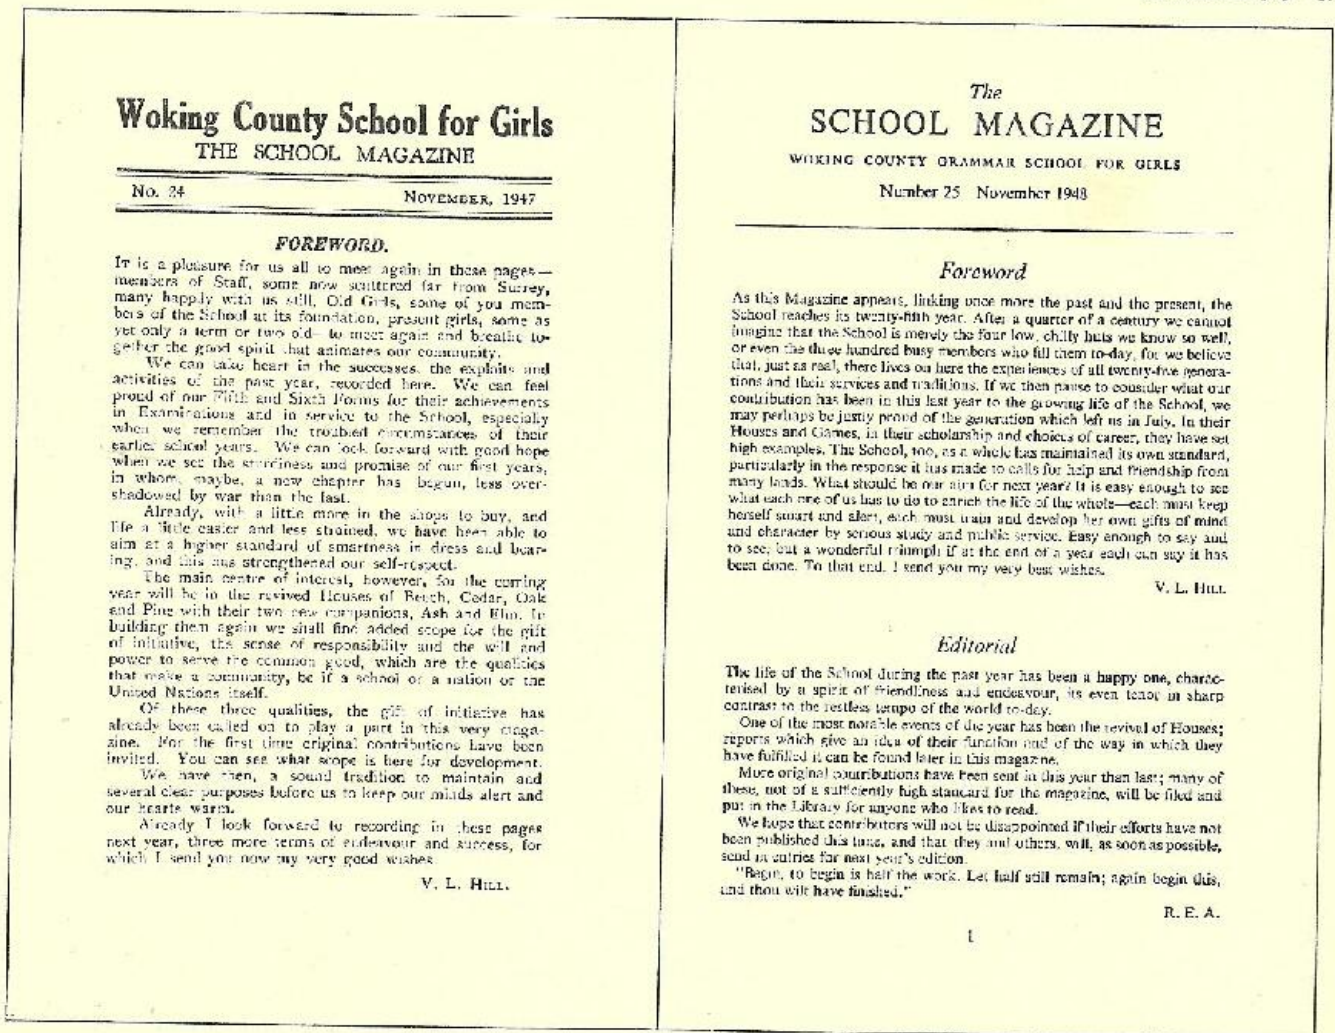 Woking County School for Girls
THE SCHOOL MAGAZINE
No. 24 NOVEMBER, 1947
FOREWORD.
IT is a pleasure for us all to meet again in these pages—
members of Staff, some now scattered far from Surrey,
many happily with us still, Old Girls, some of you mem-
bers of the School at its foundation, present girls, some as
yet only a term or two old— to meet again and breathe to-
gether the good spirit that animates our community.
We can take heart in the successes, the exploits and
activities of the past year, recorded here. We can feel
proud of our Fifth and Sixth Forms for their achievements
in Examinations and in service to the School, especially
when we remember the troubled circumstances of their
earlier school years. We can look forward with good hope
when we see the sturdiness and promise of our first years,
in whom, maybe, a new chapter has begun, less over-
shadowed by war than the last.
Already, with a little more in the shops to buy, and
life a little easier and less strained, we have been able to
aim at a higher standard of smartness in dress and bear-
ing, and this has strengthened our self-respect.
The main centre of interest, however, for the coming
year will be in the revived Houses of Beech, Cedar, Oak
and Pine with their two new companions, Ash and Elm. In
building them again we shall find added scope for the gift
of initiative, the sense of responsibility and the will and
power to serve the common good, which are the qualities
that make a community, be if a school or a nation or the
United Nations itself.
Of these three qualities, the gift of initiative has
already been called on to play a part in this very maga-
zine. For the first time original contributions have been
invited. You can see what scope is here for development.
We have then, a sound tradition to maintain and
several clear purposes before us to keep our minds alert and
our hearts warm.
Already I look forward to recording in these pages
next year, three more terms of endeavour and success, for
which I send you now my very good wishes.
V. L. HILL.
The
SCHOOL MAGAZINE
WOKING COUNTY GRAMMAR SCHOOL FOR GIRLS
Number 25 November 1948
Foreword
As this Magazine appears, linking once more the past and the present, the
School reaches its twenty-fifth year. After a quarter of a century we cannot
imagine that the School is merely the four low, chilly huts we know so well,
or even the three hundred busy members who fill them to-day, for we believe
that, just as real, there lives on here the experiences of all twenty-five genera-
tions and their services and traditions. If we then pause to consider what our
contribution has been in this last year to the growing life of the School, we
may perhaps be justly proud of the generation which left us in July. In their
Houses and Games, in their scholarship and choices of career, they have set
high examples. The School, too, as a whole has maintained its own standard,
particularly in the response it has made to calls for help and friendship from
many lands. What should be our aim for next year? It is easy enough to see
what each one of us has to do to enrich the life of the whole—each must keep
herself smart and alert, each must train and develop her own gifts of mind
and character by serious study and public service. Easy enough to say and
to see, but a wonderful triumph if at the end of a year each can say it has
been done. To that end, I send you my very best wishes.
V. L. HILL
Editorial
The life of the School during the past year has been a happy one, charac-
terised by a spirit of friendliness and endeavour, its even tenor in sharp
contrast to the restless tempo of the world to-day.
One of the most notable events of the year has been the revival of Houses;
reports which give an idea of their function and of the way in which they
have fulfilled it can be found later in this magazine.
More original contributions have been sent in this year than last; many of
these, not of a sufficiently high standard for the magazine, will be filed and
put in the Library for anyone who likes to read.
We hope that contributors will not be disappointed if their efforts have not
been published this time, and that they and others, will, as soon as possible,
send in entries for next year's edition.
"Begin, to begin is half the work. Let half still remain; again begin this,
and thou wilt have finished."
R. E. A.
1